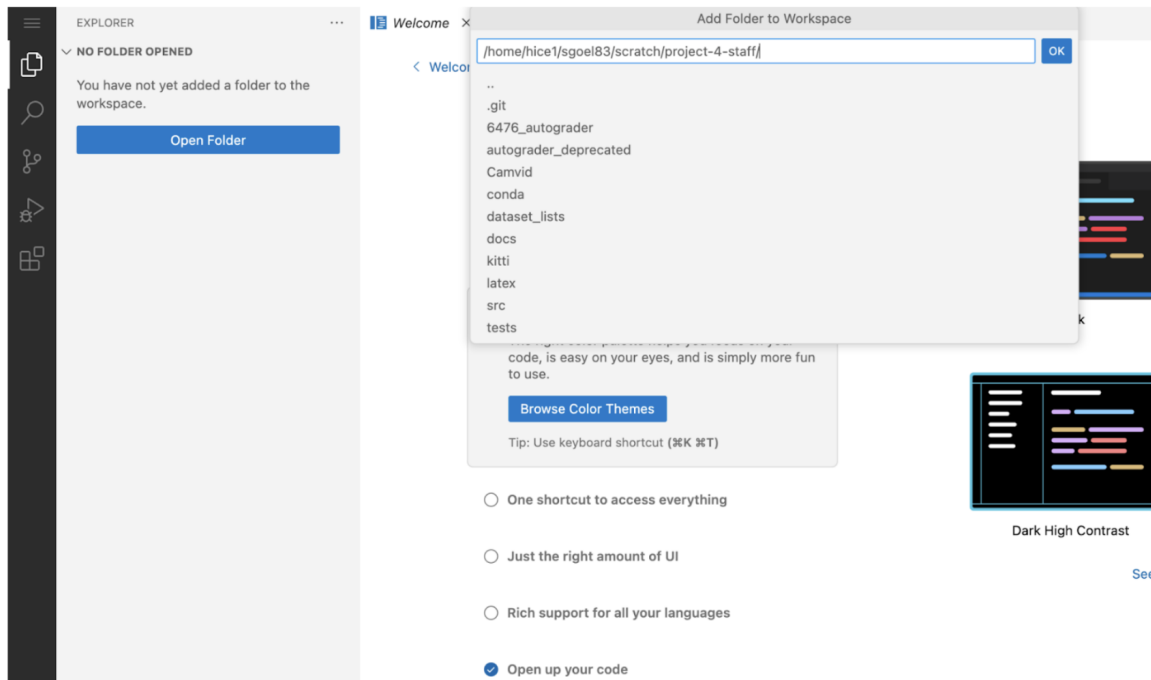 EXPLORER
NO FOLDER OPENED
You have not yet added a folder to the
workspace.
Open Folder
Welcome
Add Folder to Workspace
/home/hice1/sgoel83/scratch/project-4-staff/
OK
..
.git
6476_autograder
autograder_deprecated
Camvid
conda
dataset_lists
docs
kitti
latex
src
tests
code, is easy on your eyes, and is simply more fun
to use.
Browse Color Themes
Tip: Use keyboard shortcut (⌘K ⌘T)
One shortcut to access everything
Just the right amount of UI
Rich support for all your languages
Open up your code
Dark High Contrast